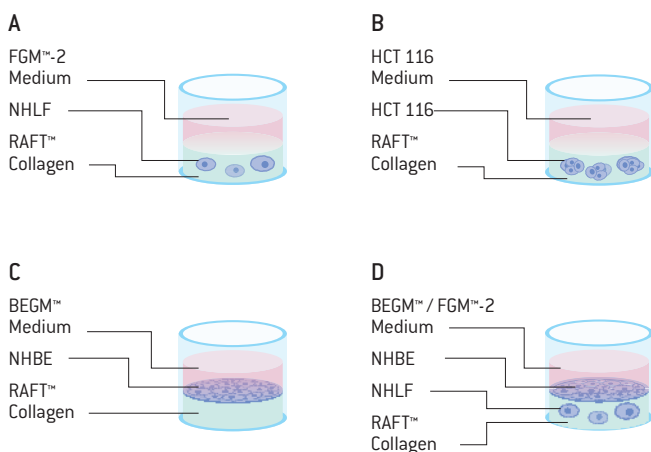 A
FGM™-2
Medium
NHLF
RAFT™
Collagen
B
HCT 116
Medium
HCT 116
RAFT™
Collagen
C
BEGM™
Medium
NHBE
RAFT™
Collagen
D
BEGM™ / FGM™-2
Medium
NHBE
NHLF
RAFT™
Collagen